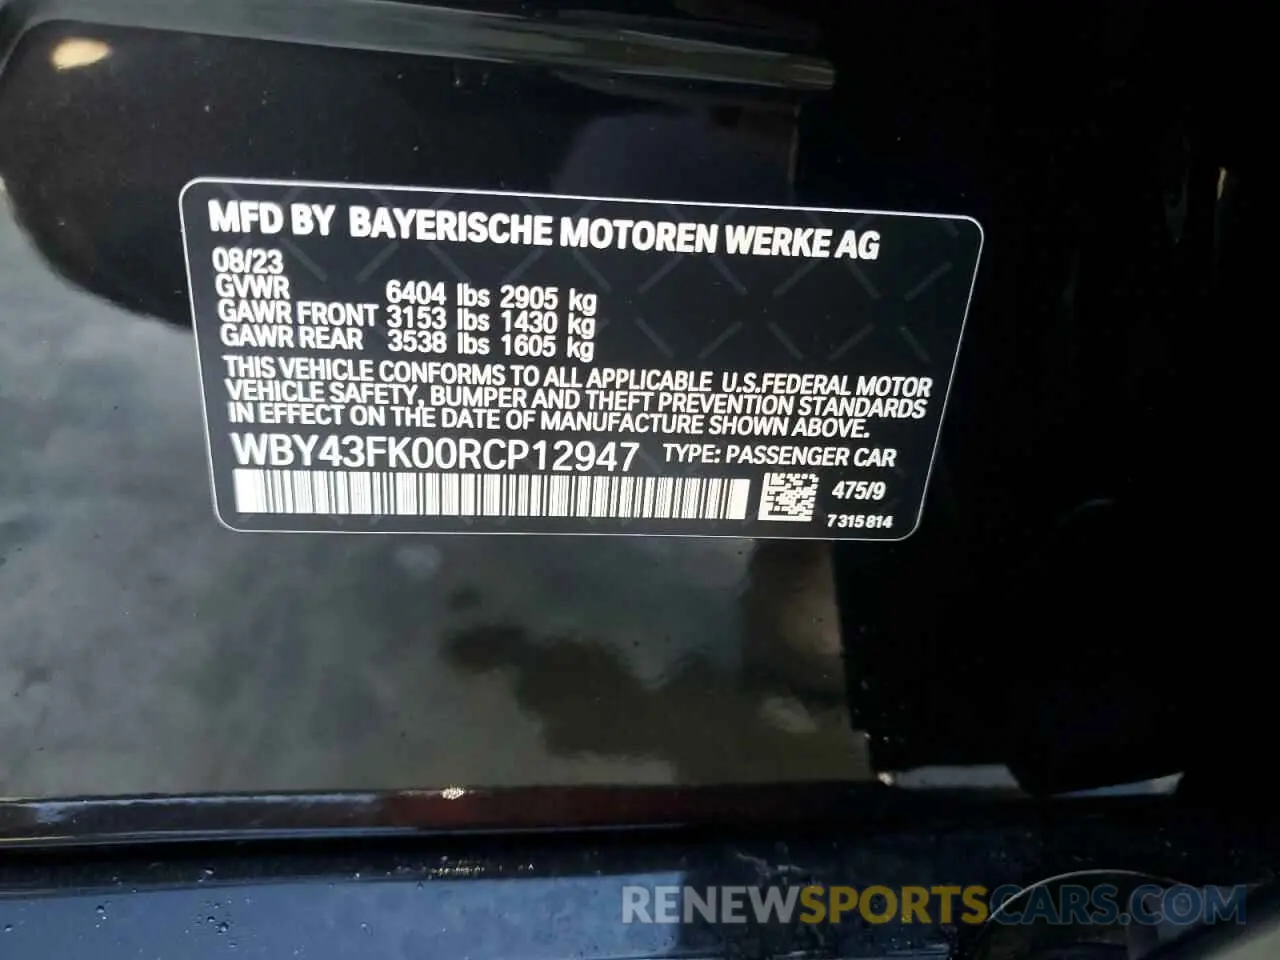 MFD BY BAYERISCHE MOTOREN WERKE AG
08/23
GVWR 6404 lbs 2905 kg
GAWR FRONT 3153 lbs 1430 kg
GAWR REAR 3538 lbs 1605 kg
THIS VEHICLE CONFORMS TO ALL APPLICABLE U.S.FEDERAL MOTOR
VEHICLE SAFETY, BUMPER AND THEFT PREVENTION STANDARDS
IN EFFECT ON THE DATE OF MANUFACTURE SHOWN ABOVE.
WBY43FK00RCP12947 TYPE: PASSENGER CAR
475/9
7315814
RENEWSPORTSCARS.COM